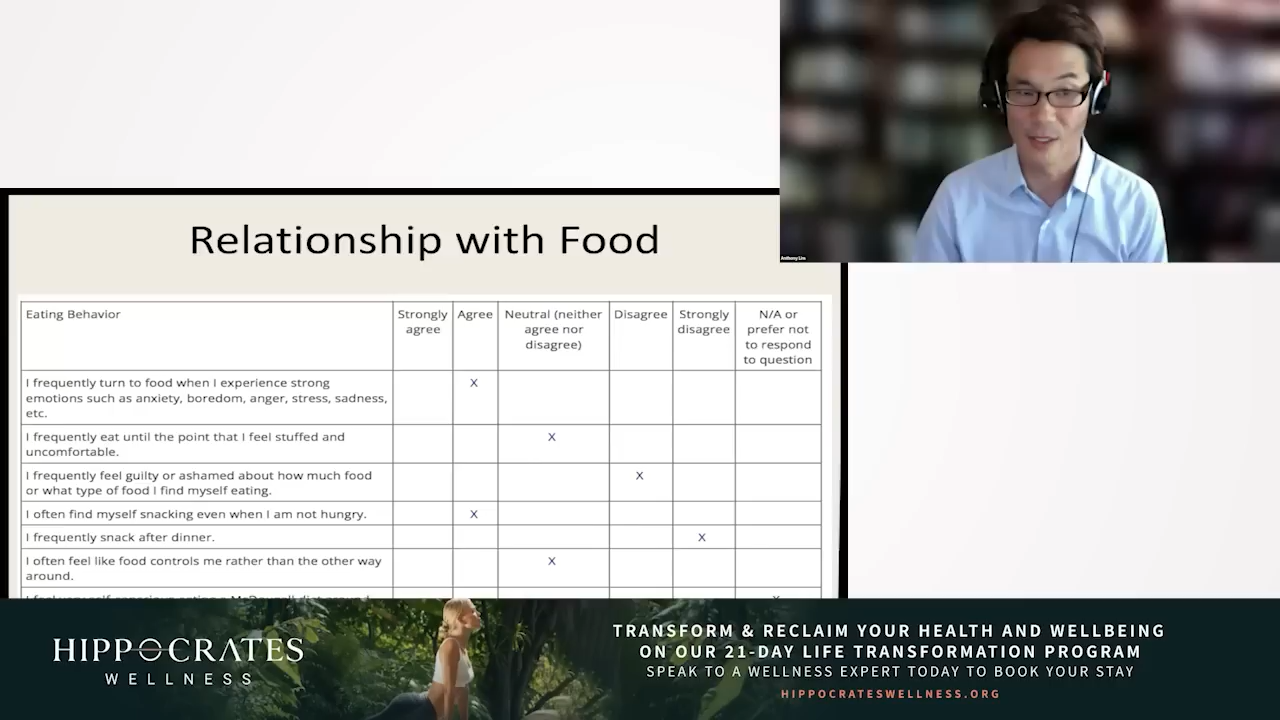 Anthony Lim
Relationship with Food
Eating Behavior
Strongly
agree
Agree
Neutral (neither
agree nor
disagree)
Disagree
Strongly
disagree
N/A or
prefer not
to respond
to question
I frequently turn to food when I experience strong
emotions such as anxiety, boredom, anger, stress, sadness,
etc.
X
I frequently eat until the point that I feel stuffed and
uncomfortable.
X
I frequently feel guilty or ashamed about how much food
or what type of food I find myself eating.
X
I often find myself snacking even when I am not hungry.
X
I frequently snack after dinner.
X
I often feel like food controls me rather than the other way
around.
X
HIPPOCRATES
WELLNESS
TRANSFORM & RECLAIM YOUR HEALTH AND WELLBEING
ON OUR 21-DAY LIFE TRANSFORMATION PROGRAM
SPEAK TO A WELLNESS EXPERT TODAY TO BOOK YOUR STAY
HIPPOCRATESWELLNESS.ORG